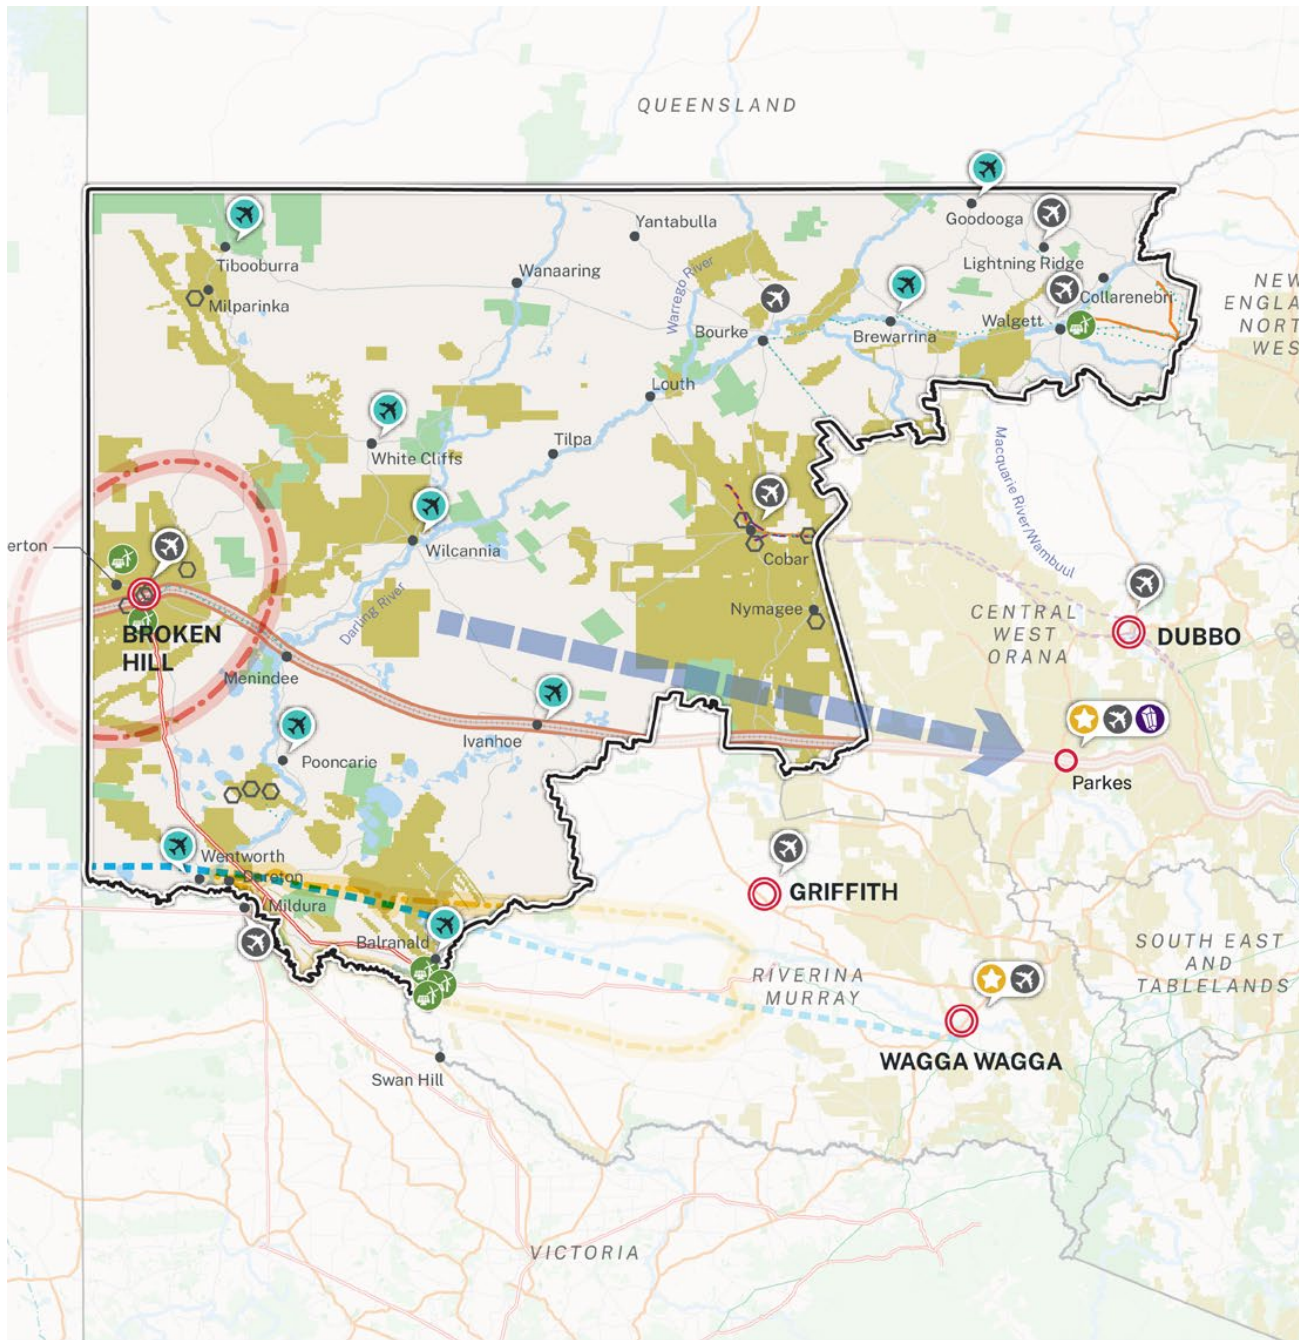 QUEENSLAND
Goodooga
Yantabulla
Tibooburra
Lightning Ridge
Wanaaring
Warrego River
Milparinka
Collarenebri
NEW
ENGLA
NORT
WES
Walgett
Bourke
Brewarrina
Louth
Tilpa
White Cliffs
Macquarie River/Wambuul
Wilcannia
erton
Cobar
Darling River
Nymagee
CENTRAL
WEST
ORANA
DUBBO
BROKEN
HILL
Menindee
Ivanhoe
Pooncarie
Parkes
Wentworth
Dareton
Mildura
GRIFFITH
Balranald
SOUTH EAST
AND
TABLELANDS
RIVERINA
MURRAY
WAGGA WAGGA
Swan Hill
VICTORIA